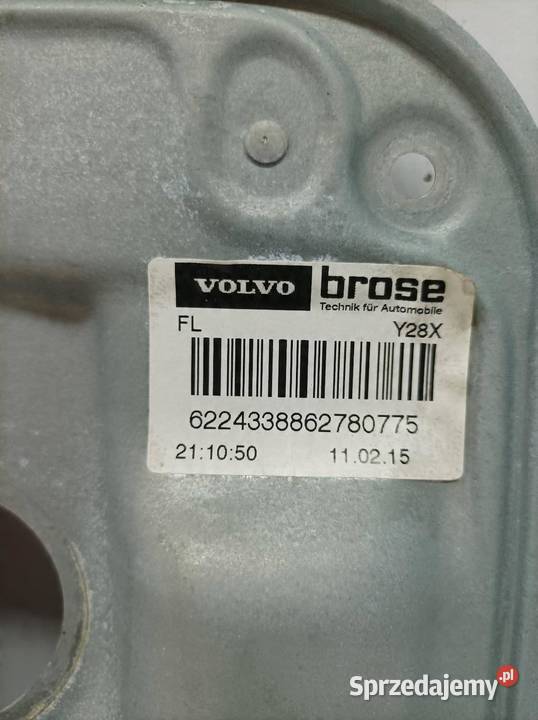 VOLVO brose
Technik für Automobile
FL Y28X
6224338862780775
21:10:50 11.02.15
Sprzedajemy.pl